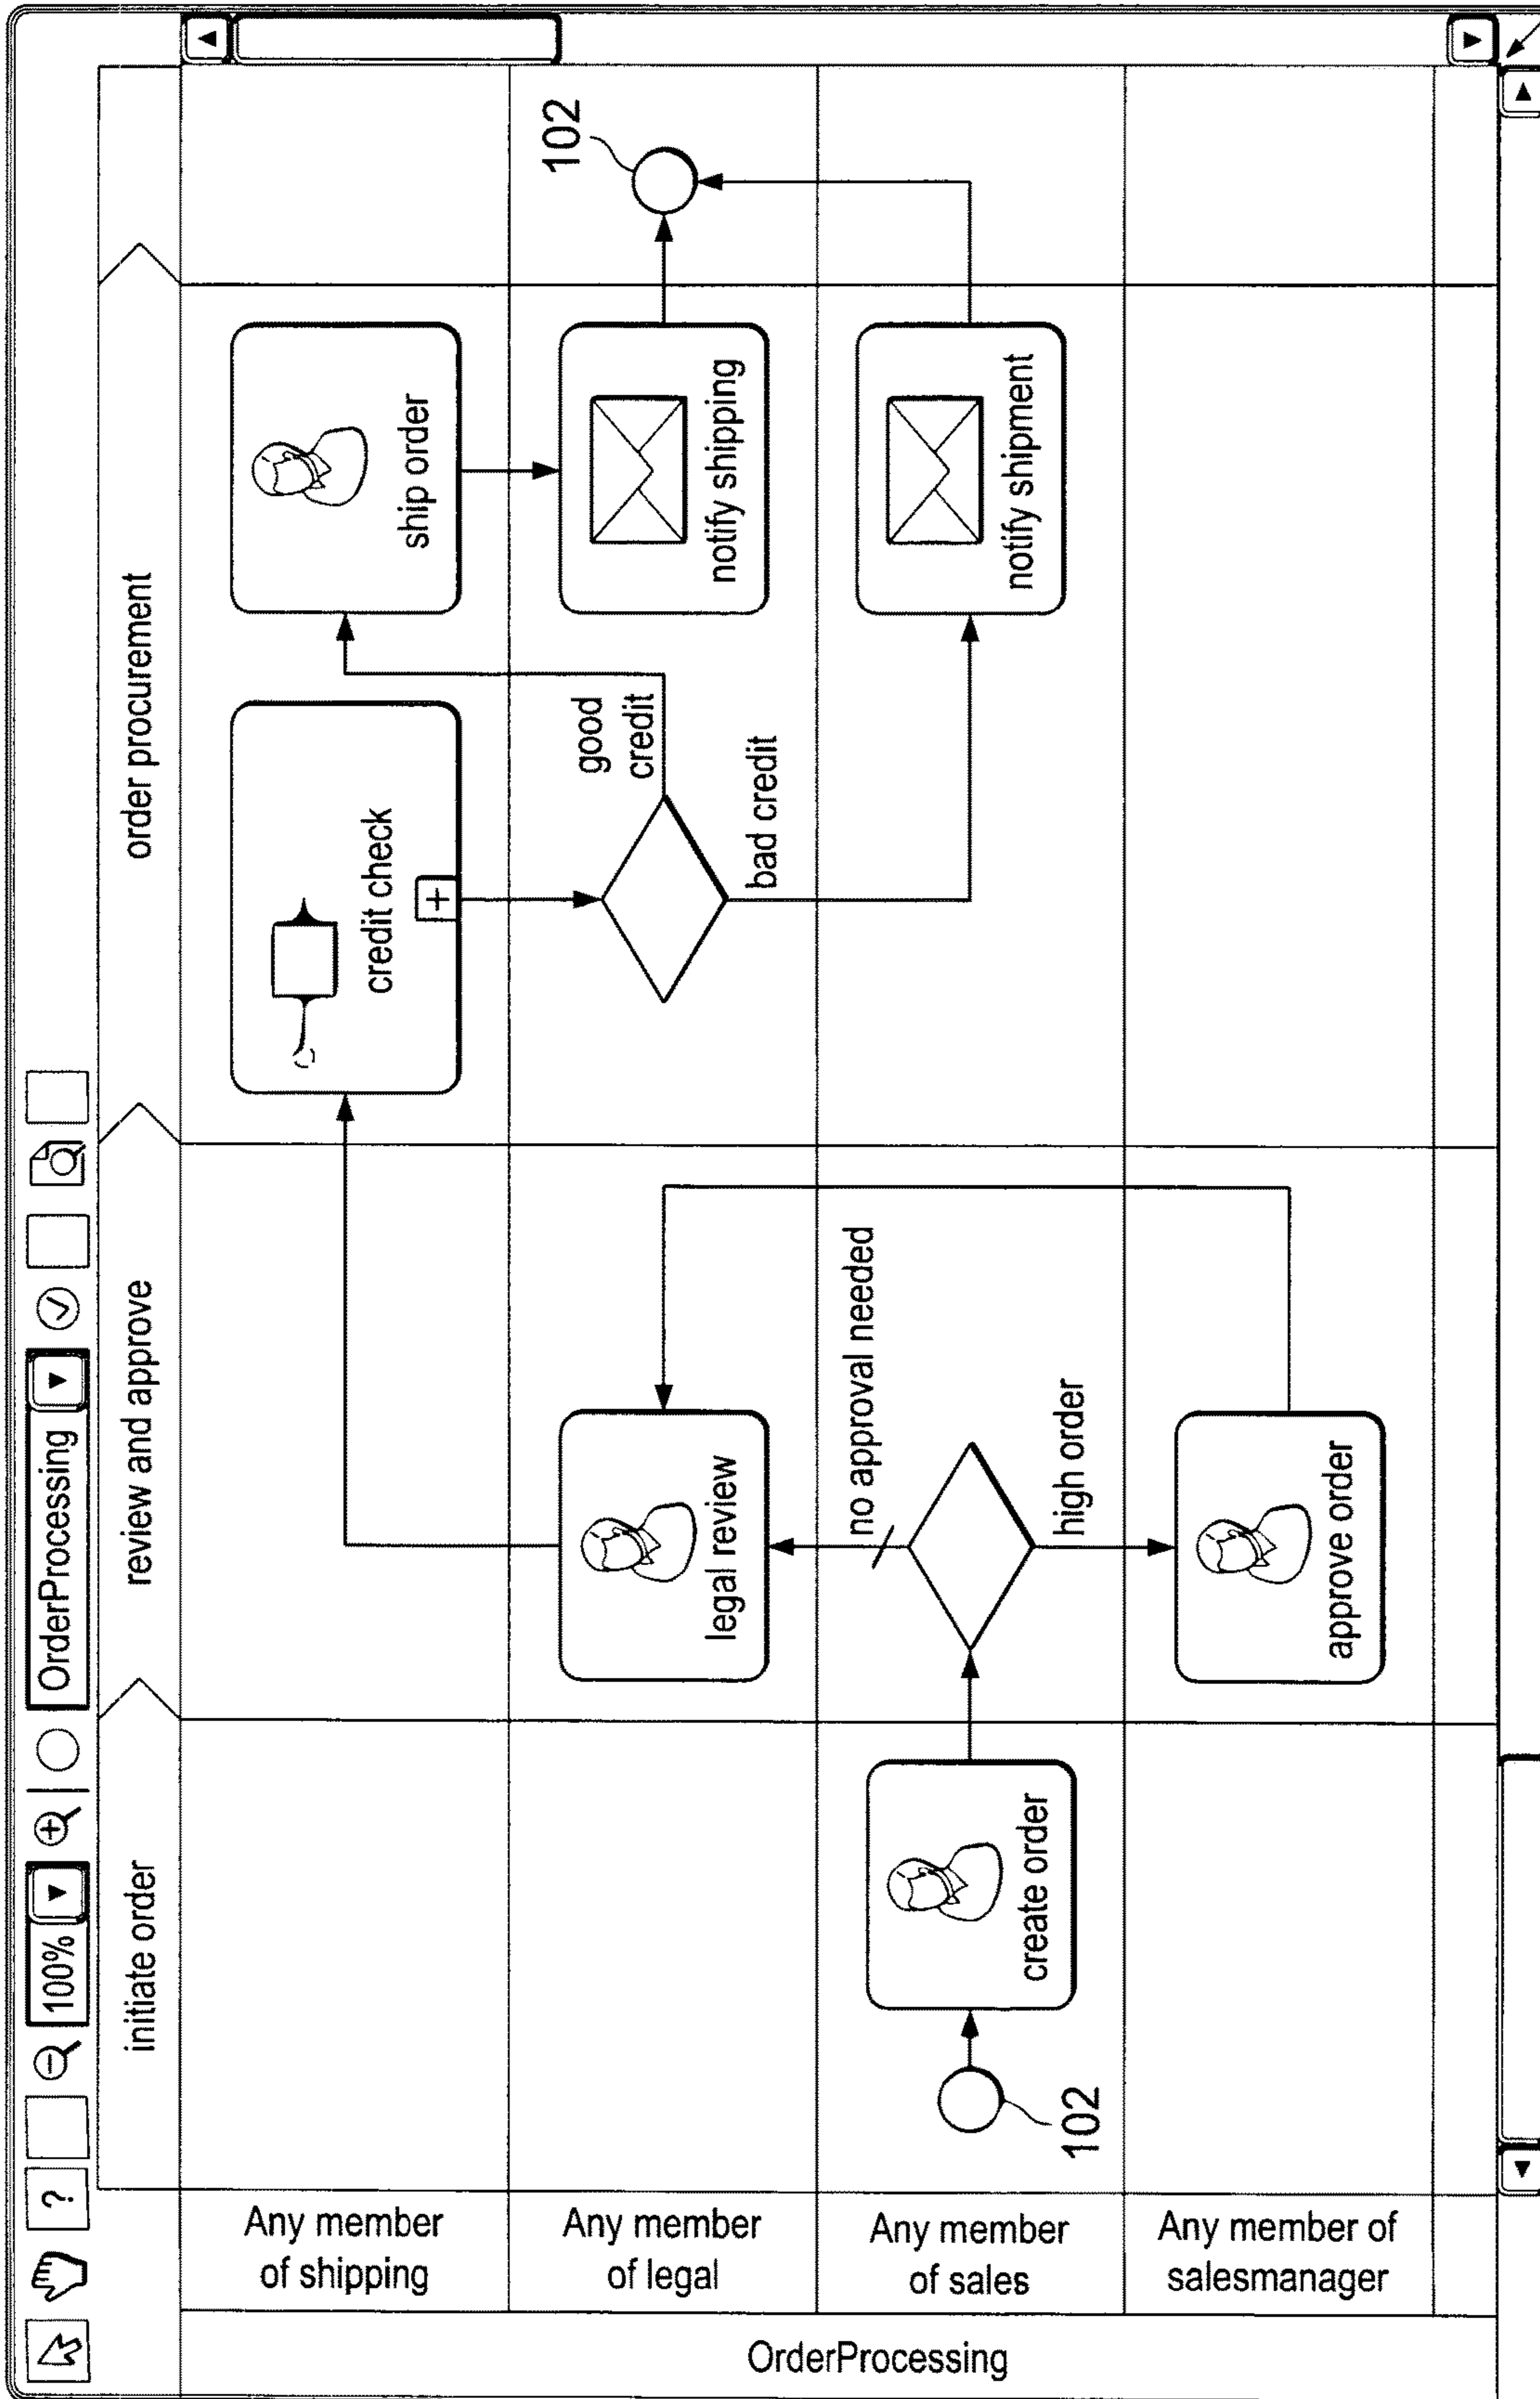 ?
100%
OrderProcessing
initiate order
review and approve
order procurement
OrderProcessing
Any member
of shipping
credit check
+
ship order
Any member
of legal
legal review
good
credit
notify shipping
102
Any member
of sales
102
create order
no approval needed
high order
bad credit
notify shipment
Any member of
salesmanager
approve order